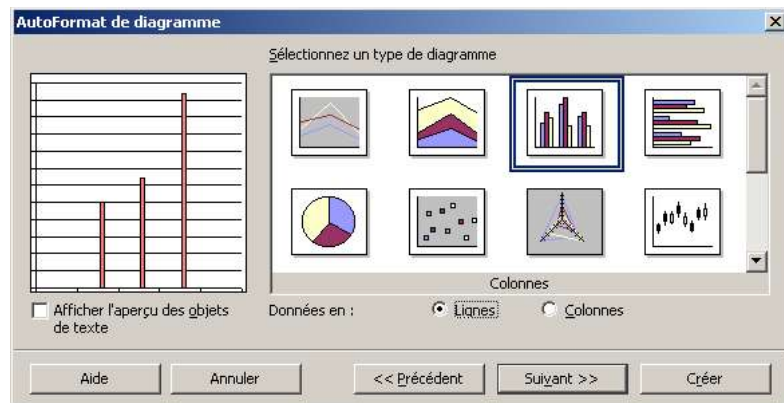 AutoFormat de diagramme
Sélectionnez un type de diagramme
Colonnes
Afficher l'aperçu des objets
de texte
Données en :
Lignes
Colonnes
Aide
Annuler
<< Précédent
Suivant >>
Créer